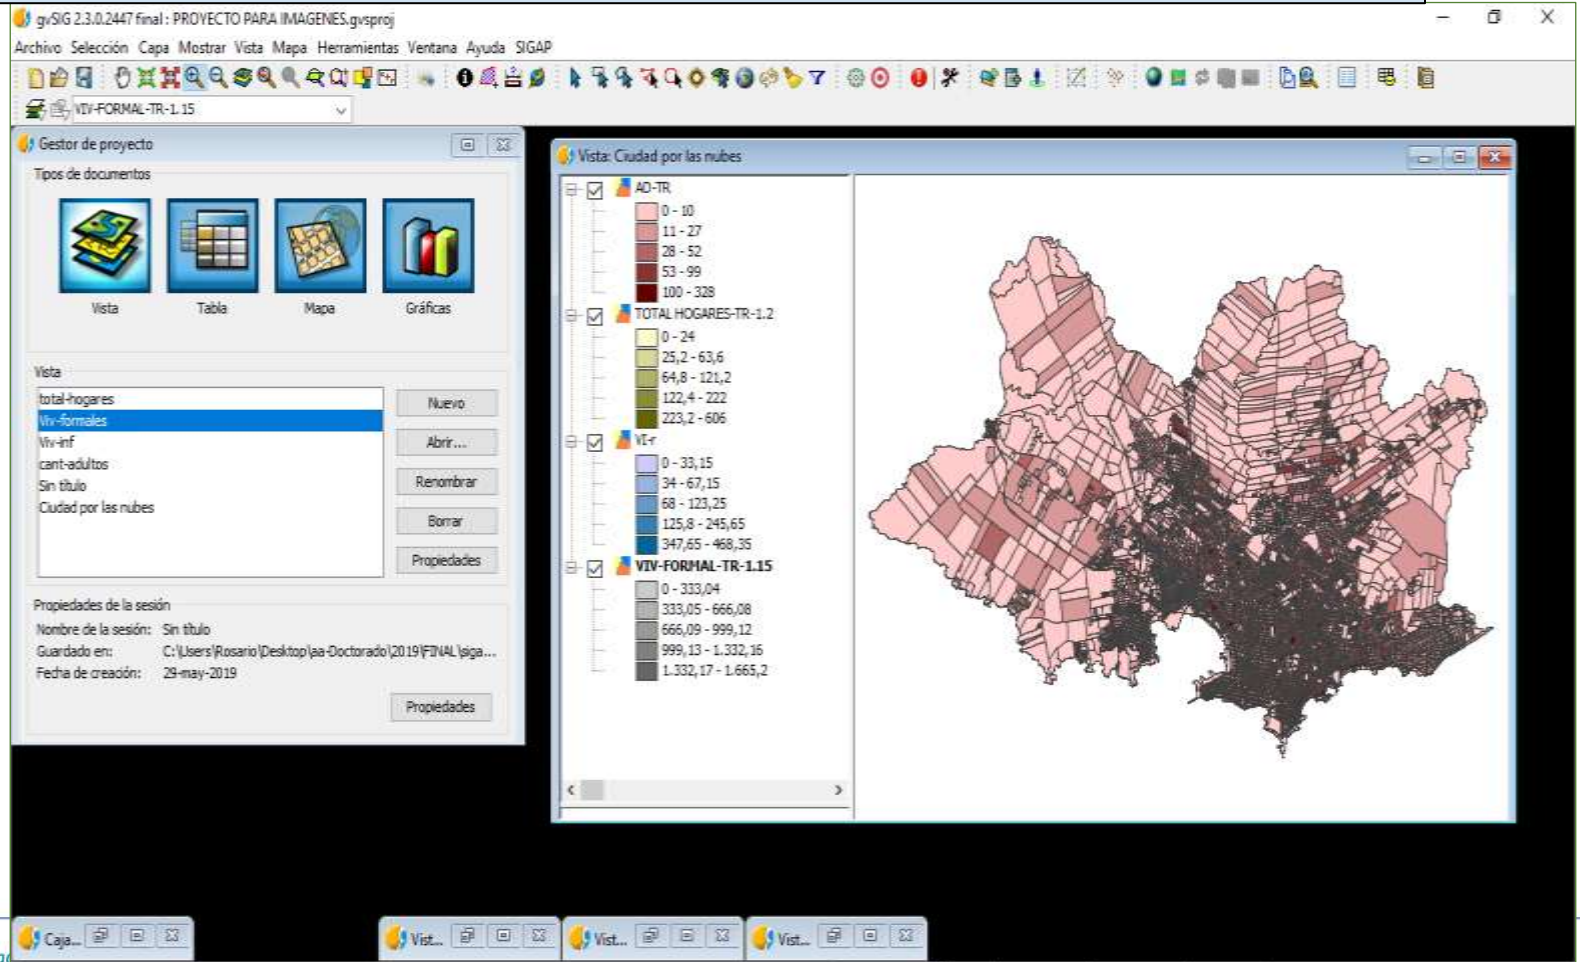 gvSIG 2.3.0.2447 final : PROYECTO PARA IMAGENES.gvsproj
Archivo Selección Capa Mostrar Vista Mapa Herramientas Ventana Ayuda SIGAP
VIV-FORMAL-TR-1.15
Gestor de proyecto
Tipos de documentos
Vista
Tabla
Mapa
Gráficas
Vista
total-hogares
Viv-formales
Viv-inf
cant-adultos
Sin título
Ciudad por las nubes
Nuevo
Abrir...
Renombrar
Borrar
Propiedades
Propiedades de la sesión
Nombre de la sesión: Sin título
Guardado en: C:\Users\Rosario\Desktop\aa-Doctorado\2019\FINAL\siga...
Fecha de creación: 29-may-2019
Propiedades
Vista: Ciudad por las nubes
AD-TR
0 - 10
11 - 27
28 - 52
53 - 99
100 - 328
TOTAL HOGARES-TR-1.2
0 - 24
25,2 - 63,6
64,8 - 121,2
122,4 - 222
223,2 - 606
VI-r
0 - 33,15
34 - 67,15
68 - 123,25
125,8 - 245,65
347,65 - 468,35
VIV-FORMAL-TR-1.15
0 - 333,04
333,05 - 666,08
666,09 - 999,12
999,13 - 1.332,16
1.332,17 - 1.665,2
Caja...
Vist...
Vist...
Vist...